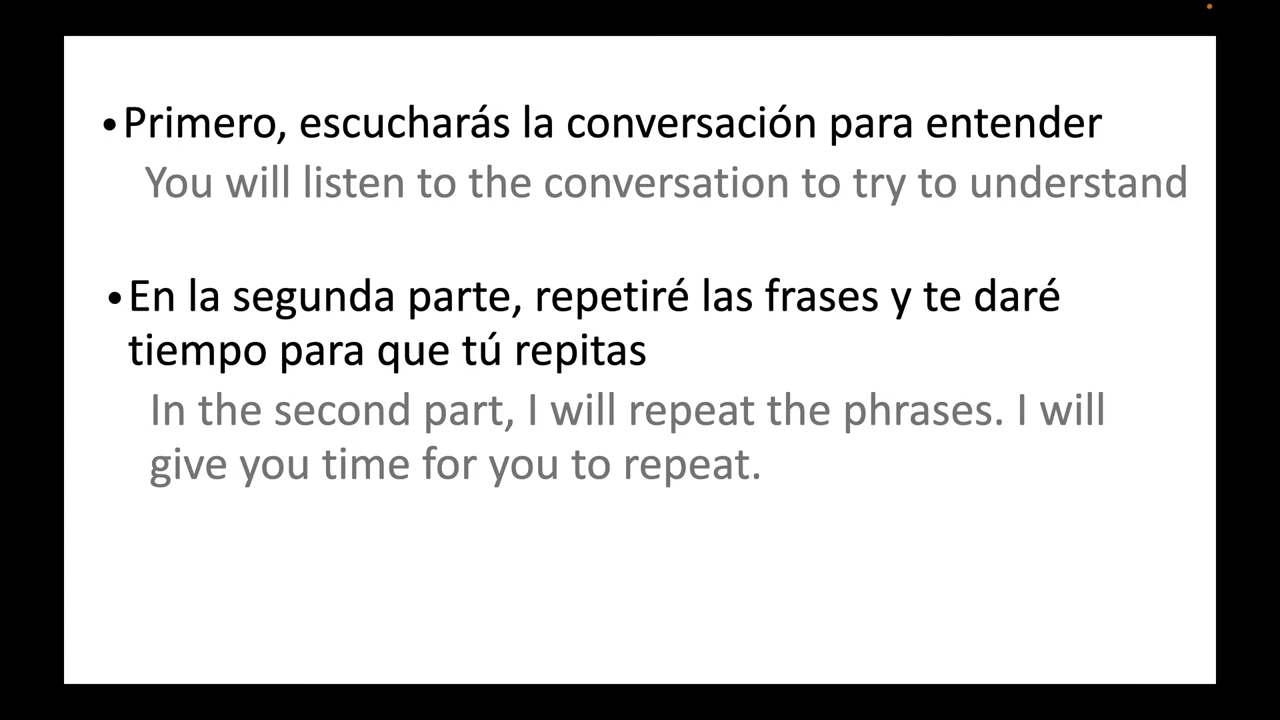 •Primero, escucharás la conversación para entender
You will listen to the conversation to try to understand
•En la segunda parte, repetiré las frases y te daré
tiempo para que tú repitas
In the second part, I will repeat the phrases. I will
give you time for you to repeat.